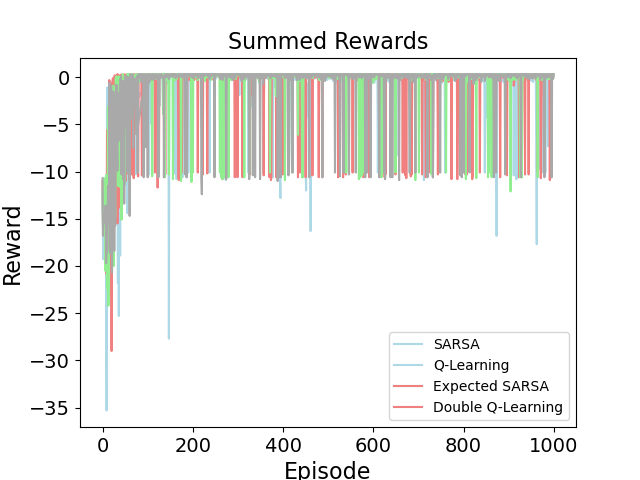 Summed Rewards
0
−5
−10
−15
−20
−25
−30
−35
Reward
SARSA
Q-Learning
Expected SARSA
Double Q-Learning
0 200 400 600 800 1000
Episode